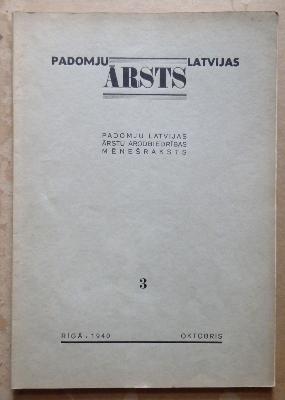 PADOMJU LATVIJAS
ĀRSTS
PADOMJU LATVIJAS
ĀRSTU ARODBIEDRĪBAS
MĒNEŠRAKSTS
3
RĪGĀ, 1940 OKTOBRIS